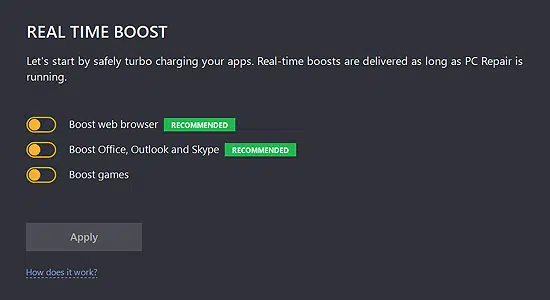 REAL TIME BOOST
Let's start by safely turbo charging your apps. Real-time boosts are delivered as long as PC Repair is
running.
Boost web browser RECOMMENDED
Boost Office, Outlook and Skype RECOMMENDED
Boost games
Apply
How does it work?